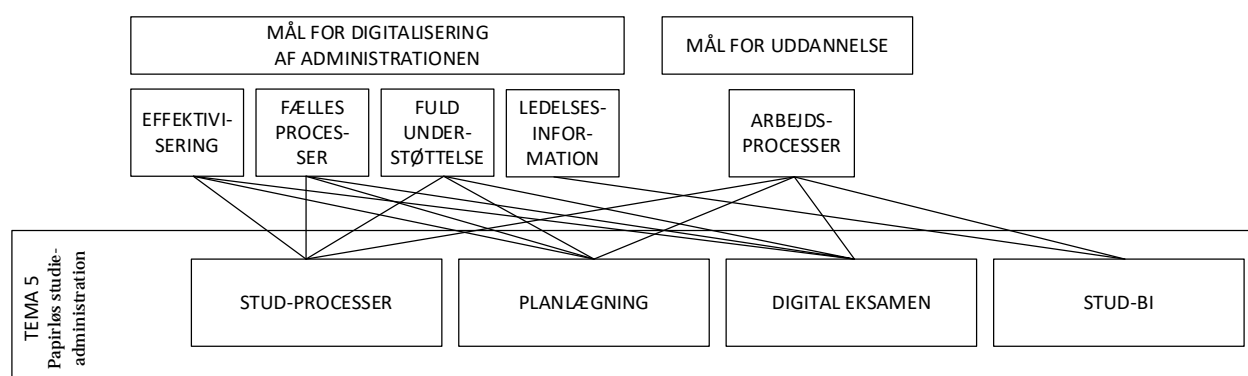 MÅL FOR DIGITALISERING
AF ADMINISTRATIONEN
MÅL FOR UDDANNELSE
EFFEKTIVI-
SERING
FÆLLES
PROCES-
SER
FULD
UNDER-
STØTTELSE
LEDELSES-
INFOR-
MATION
ARBEJDS-
PROCESSER
TEMA 5
Papirløs studie-
administration
STUD-PROCESSER
PLANLÆGNING
DIGITAL EKSAMEN
STUD-BI